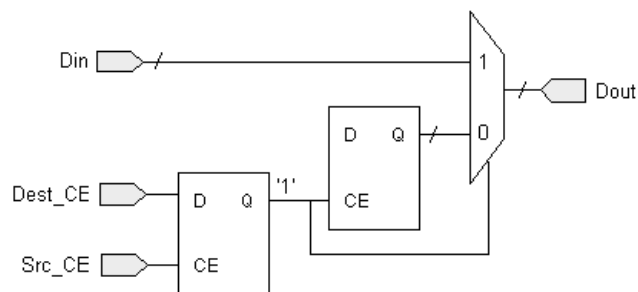 Din
1
Dout
D Q
0
Dest_CE
'1'
D Q
CE
Src_CE
CE